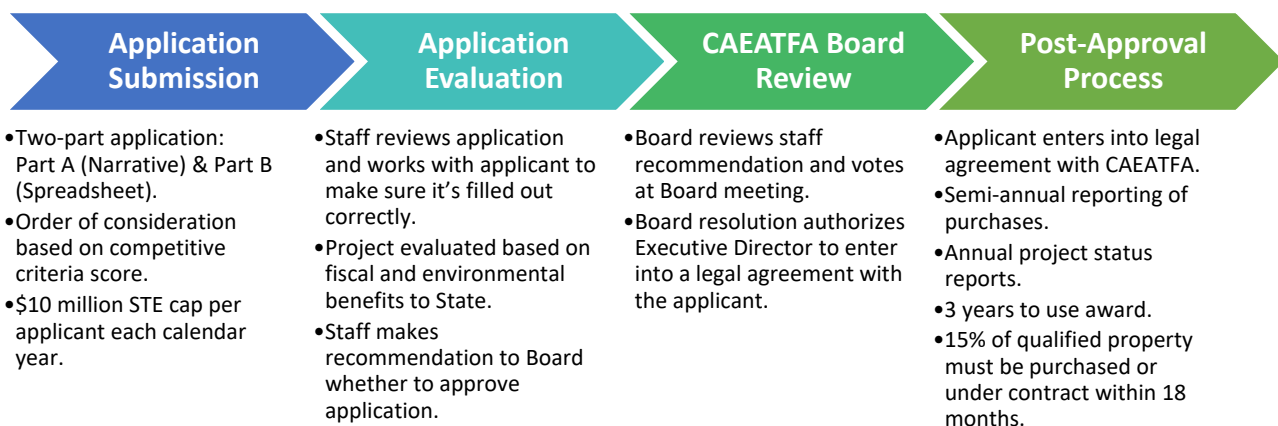 Application
Submission
•Two-part application:
Part A (Narrative) & Part B
(Spreadsheet).
•Order of consideration
based on competitive
criteria score.
•$10 million STE cap per
applicant each calendar
year.
Application
Evaluation
•Staff reviews application
and works with applicant to
make sure it’s filled out
correctly.
•Project evaluated based on
fiscal and environmental
benefits to State.
•Staff makes
recommendation to Board
whether to approve
application.
CAEATFA Board
Review
•Board reviews staff
recommendation and votes
at Board meeting.
•Board resolution authorizes
Executive Director to enter
into a legal agreement with
the applicant.
Post-Approval
Process
•Applicant enters into legal
agreement with CAEATFA.
•Semi-annual reporting of
purchases.
•Annual project status
reports.
•3 years to use award.
•15% of qualified property
must be purchased or
under contract within 18
months.